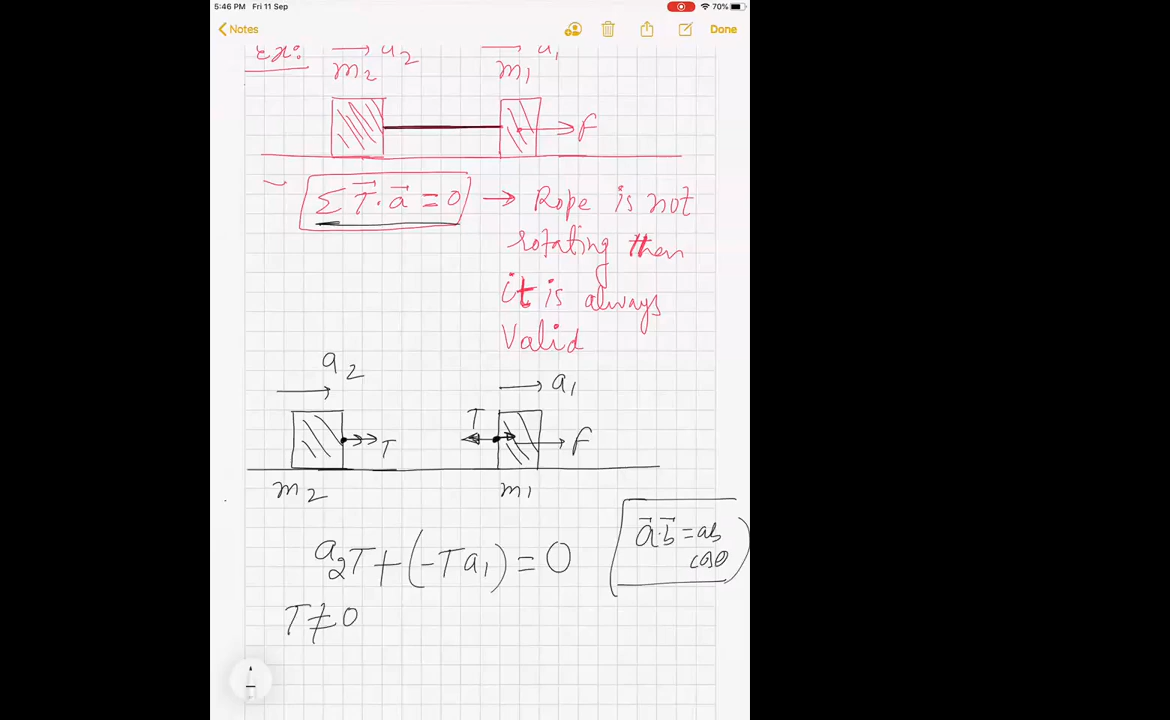 5:46 PM Fri 11 Sep
70%
Notes
Done
Ex: a2 a1
m2 m1
F
Σ T⃗ · a⃗ = 0 → Rope is not
rotating then
it is always
Valid
a2 a1
T
T F
m2 m1
a2T + (-Ta1) = 0
a⃗·b⃗ = ab
cosθ
T ≠ 0